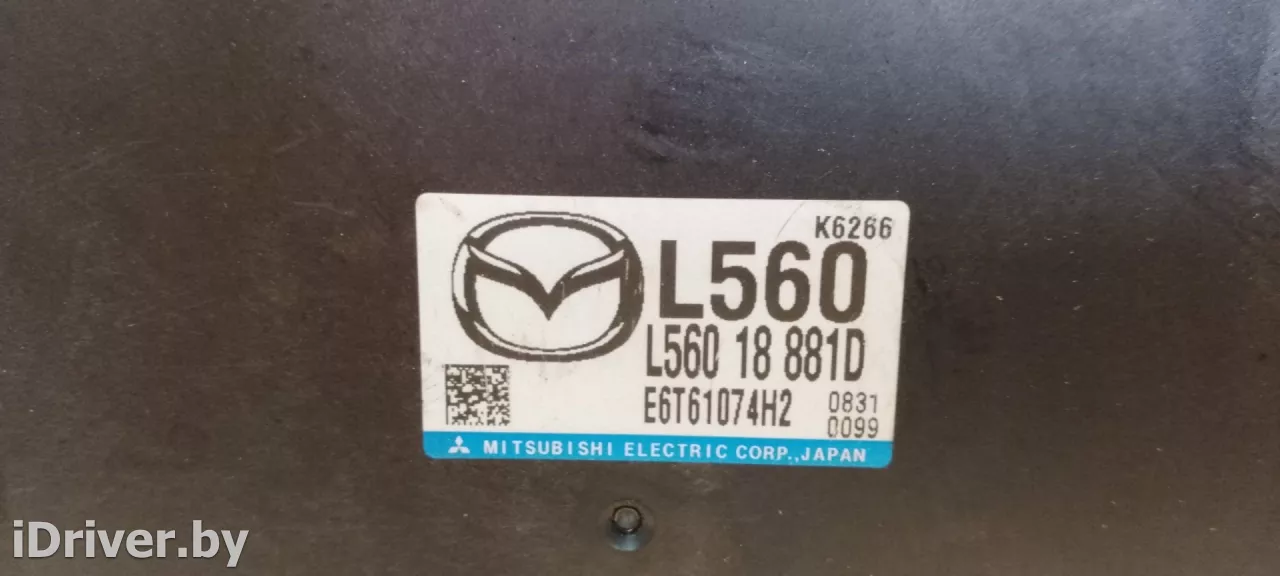 K6266
L560
L560 18 881D
E6T61074H2 0831
0099
MITSUBISHI ELECTRIC CORP.,JAPAN
iDriver.by